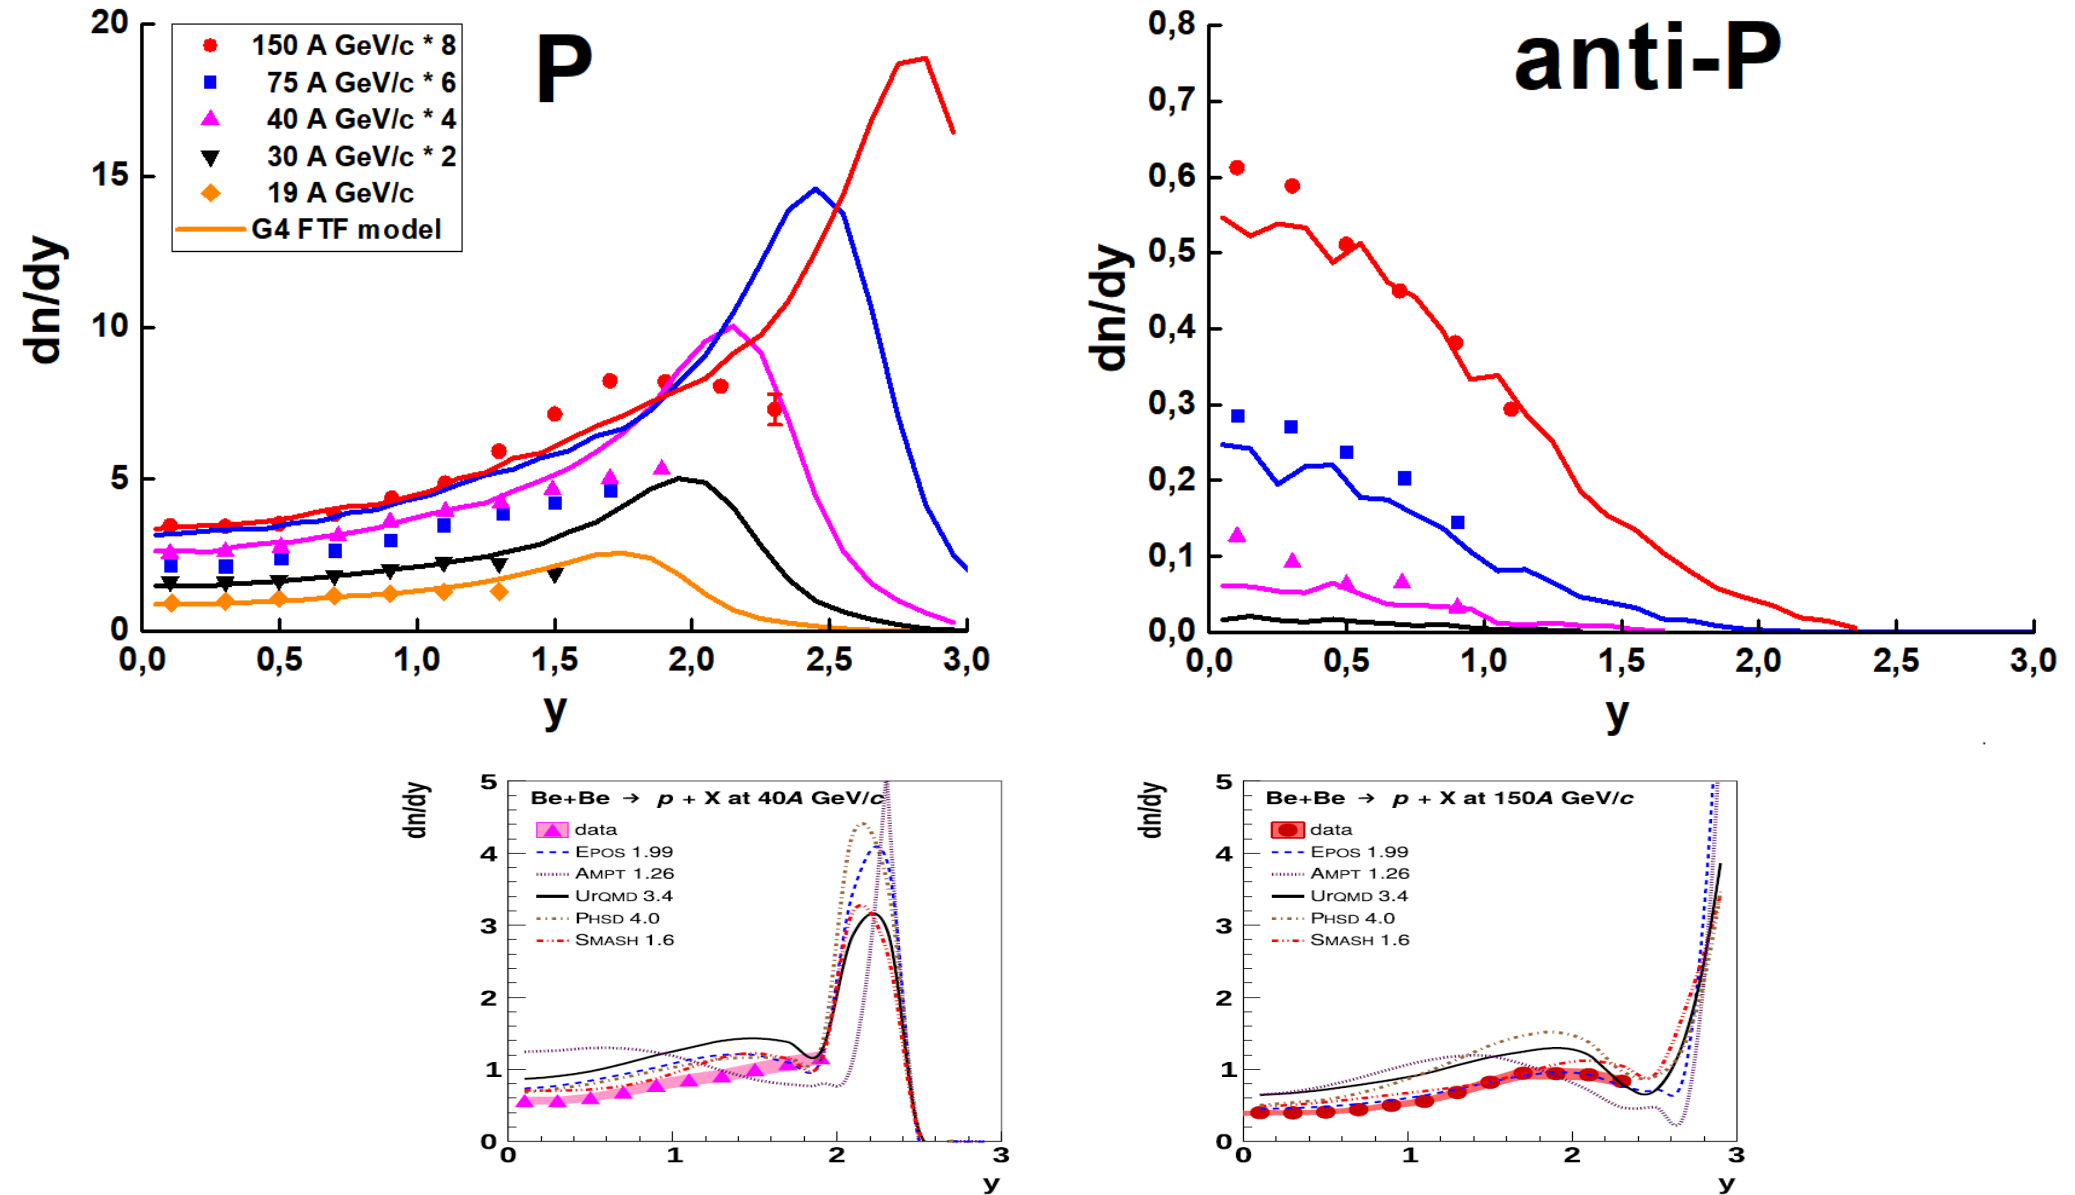 P
150 A GeV/c * 8
75 A GeV/c * 6
40 A GeV/c * 4
30 A GeV/c * 2
19 A GeV/c
G4 FTF model
dn/dy
20
15
10
5
0
0,0 0,5 1,0 1,5 2,0 2,5 3,0
y
anti-P
dn/dy
0,8
0,7
0,6
0,5
0,4
0,3
0,2
0,1
0,0
0,0 0,5 1,0 1,5 2,0 2,5 3,0
y
dn/dy
Be+Be → p + X at 40A GeV/c
data
EPOS 1.99
AMPT 1.26
URQMD 3.4
PHSD 4.0
SMASH 1.6
5
4
3
2
1
0
0 1 2 3
y
dn/dy
Be+Be → p + X at 150A GeV/c
data
EPOS 1.99
AMPT 1.26
URQMD 3.4
PHSD 4.0
SMASH 1.6
5
4
3
2
1
0
0 1 2 3
y